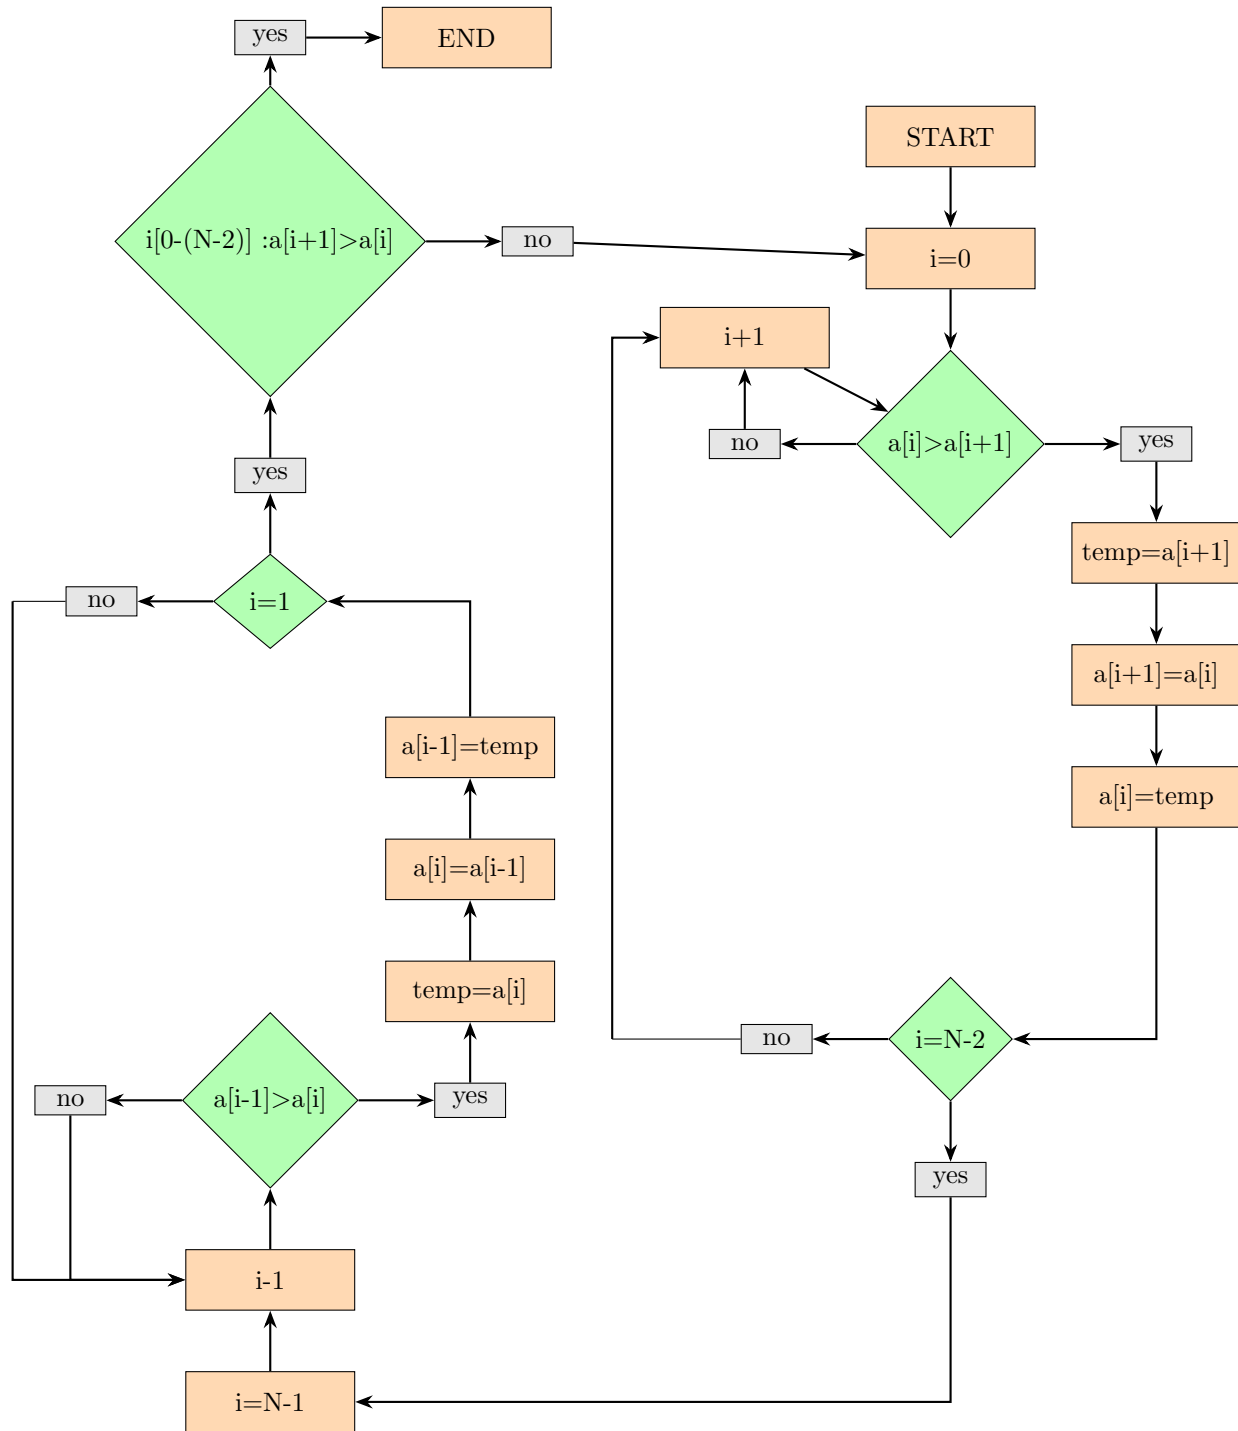 yes
END
START
i[0-(N-2)] :a[i+1]>a[i]
no
i=0
i+1
a[i]>a[i+1]
no
yes
yes
temp=a[i+1]
no
i=1
a[i+1]=a[i]
a[i-1]=temp
a[i]=temp
a[i]=a[i-1]
temp=a[i]
no
i=N-2
no
a[i-1]>a[i]
yes
yes
i-1
i=N-1